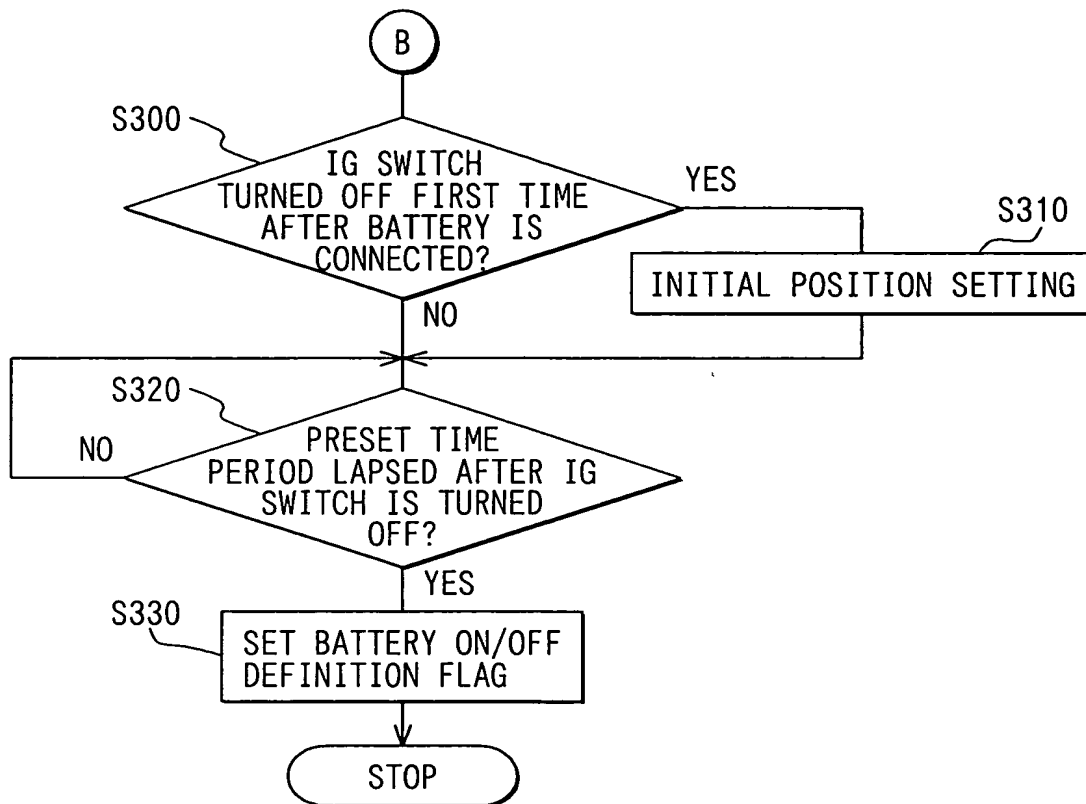 B
S300
IG SWITCH
TURNED OFF FIRST TIME
AFTER BATTERY IS
CONNECTED?
YES
S310
INITIAL POSITION SETTING
NO
S320
NO
PRESET TIME
PERIOD LAPSED AFTER IG
SWITCH IS TURNED
OFF?
YES
S330
SET BATTERY ON/OFF
DEFINITION FLAG
STOP